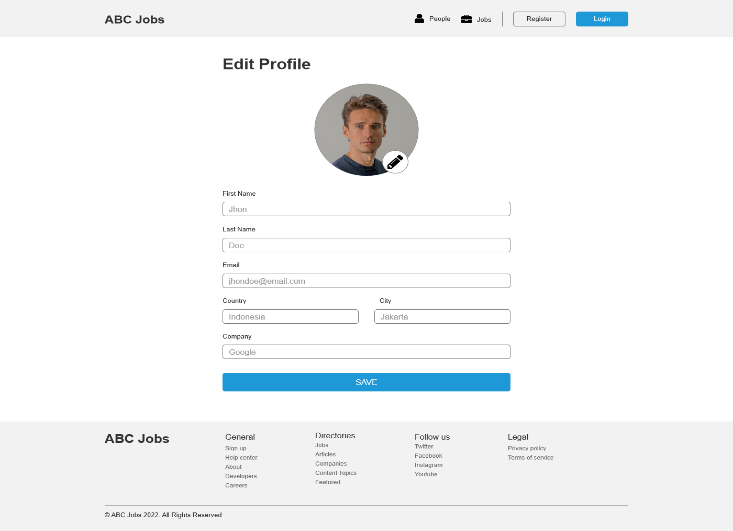 ABC Jobs
People
Jobs
Register
Login
Edit Profile
First Name
Jhon
Last Name
Doe
Email
jhondoe@email.com
Country
City
Indonesia
Jakarta
Company
Google
SAVE
ABC Jobs
General
Sign up
Help center
About
Developers
Careers
Directories
Jobs
Articles
Companies
Content Topics
Featured
Follow us
Twitter
Facebook
Instagram
Youtube
Legal
Privacy policy
Terms of service
© ABC Jobs 2022. All Rights Reserved